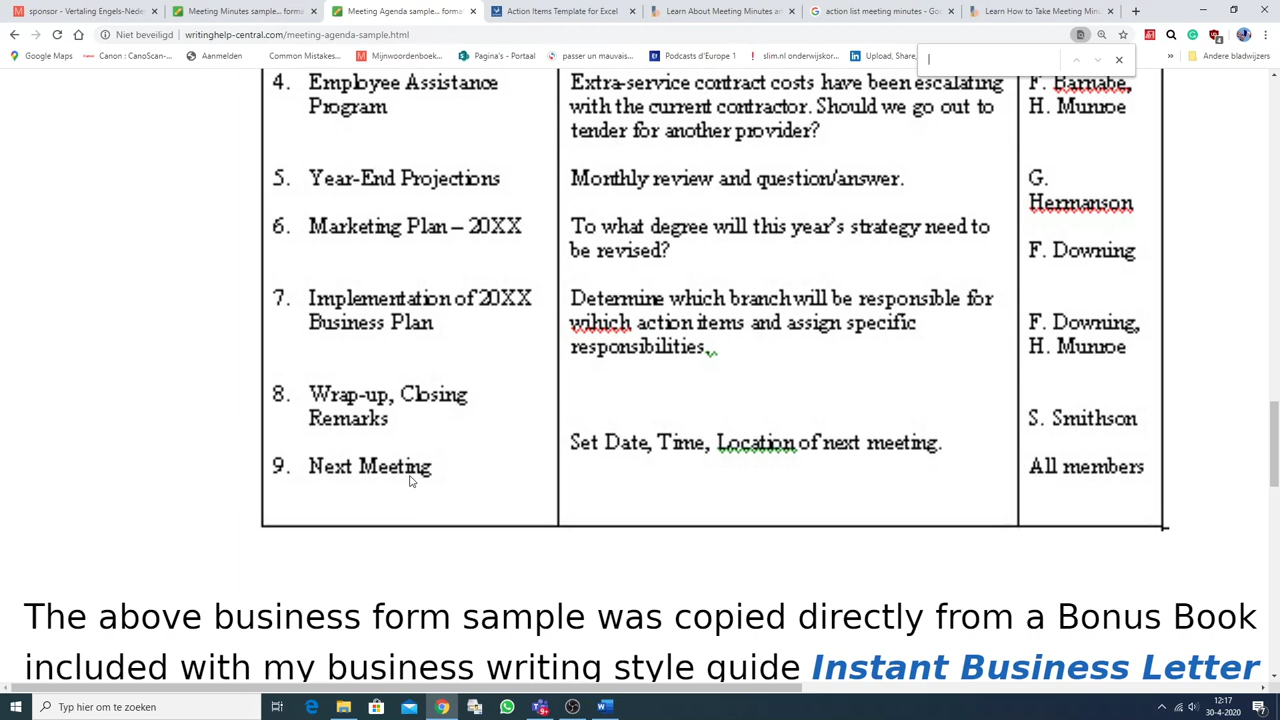 sponsor - Vertaling Engels-Neder
Meeting Minutes sample... forma
Meeting Agenda sample... forma
Action Items Template for Excel
Learn About Meeting Minutes an
action list meeting minutes - Goo
Learn How to Take Meeting Minu
Niet beveiligd | writinghelp-central.com/meeting-agenda-sample.html
Google Maps
Canon : CanoScan-...
Aanmelden
Common Mistakes...
Mijnwoordenboek...
Pagina's - Portaal
passer un mauvais...
Podcasts d'Europe 1
slim.nl onderwijskor...
Upload, Share,
Andere bladwijzers
4. Employee Assistance Program
Extra-service contract costs have been escalating
with the current contractor. Should we go out to
tender for another provider?
F. Barnabe,
H. Munroe
5. Year-End Projections
Monthly review and question/answer.
G.
Hermanson
6. Marketing Plan – 20XX
To what degree will this year's strategy need to
be revised?
F. Downing
7. Implementation of 20XX
Business Plan
Determine which branch will be responsible for
wihich action items and assign specific
responsibilities,
F. Downing,
H. Munroe
8. Wrap-up, Closing
Remarks
S. Smithson
Set Date, Time, Location of next meeting.
9. Next Meeting
All members
The above business form sample was copied directly from a Bonus Book
included with my business writing style guide Instant Business Letter
Typ hier om te zoeken
12:17
30-4-2020